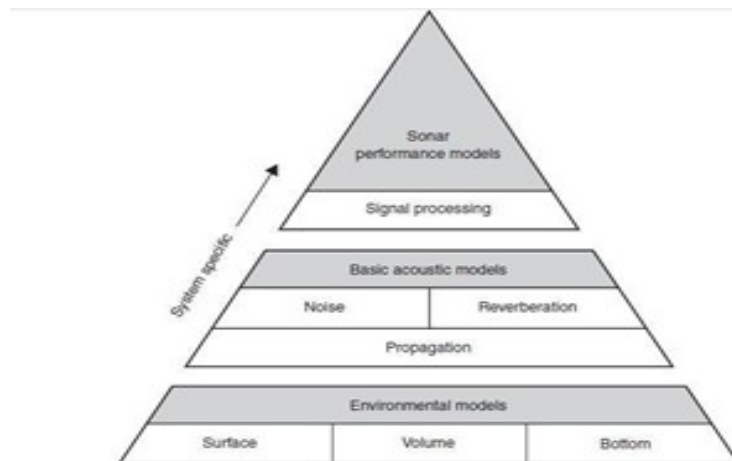 Sonar
performance models
Signal processing
System specific
Basic acoustic models
Noise
Reverberation
Propagation
Environmental models
Surface
Volume
Bottom